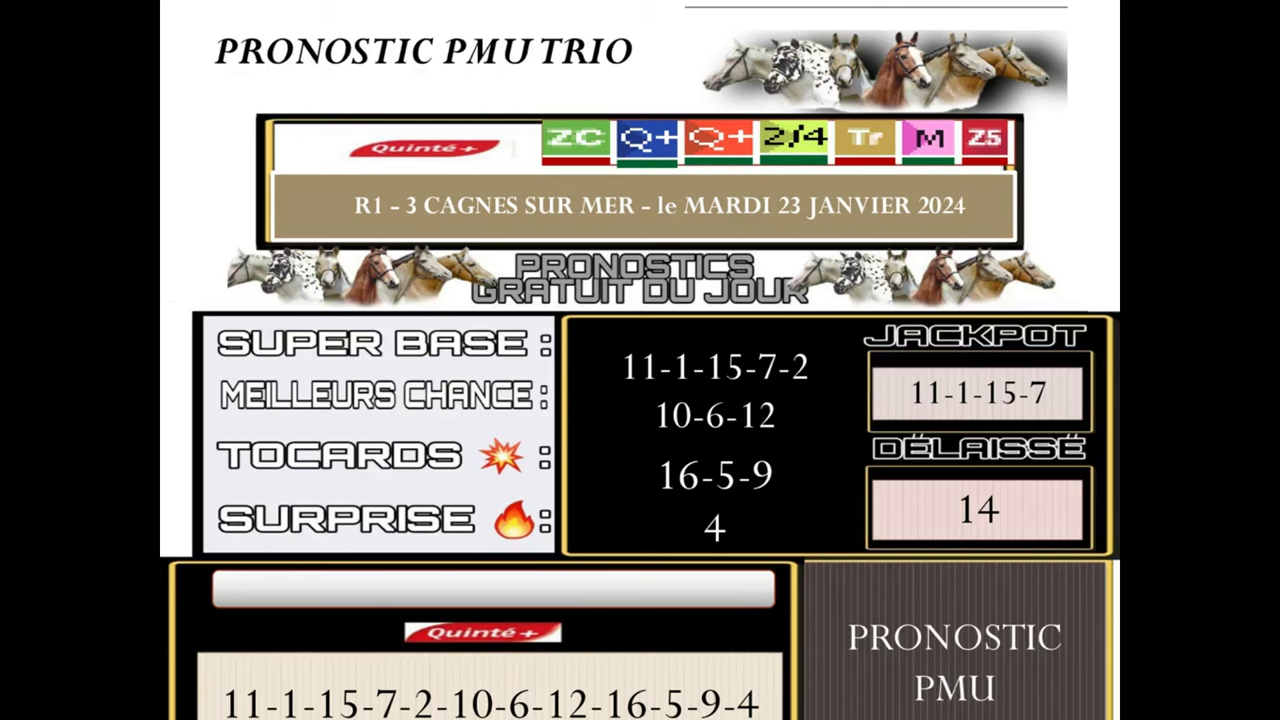 PRONOSTIC PMU TRIO
Quinté+ ZC Q+ Q+ 2/4 Tr M Z5
R1 - 3 CAGNES SUR MER - le MARDI 23 JANVIER 2024
PRONOSTICS
GRATUIT DU JOUR
SUPER BASE : 11-1-15-7-2
MEILLEURS CHANCE : 10-6-12
TOCARDS 💥 : 16-5-9
SURPRISE 🔥: 4
JACKPOT
11-1-15-7
DÉLAISSÉ
14
Quinté+
11-1-15-7-2-10-6-12-16-5-9-4
PRONOSTIC
PMU